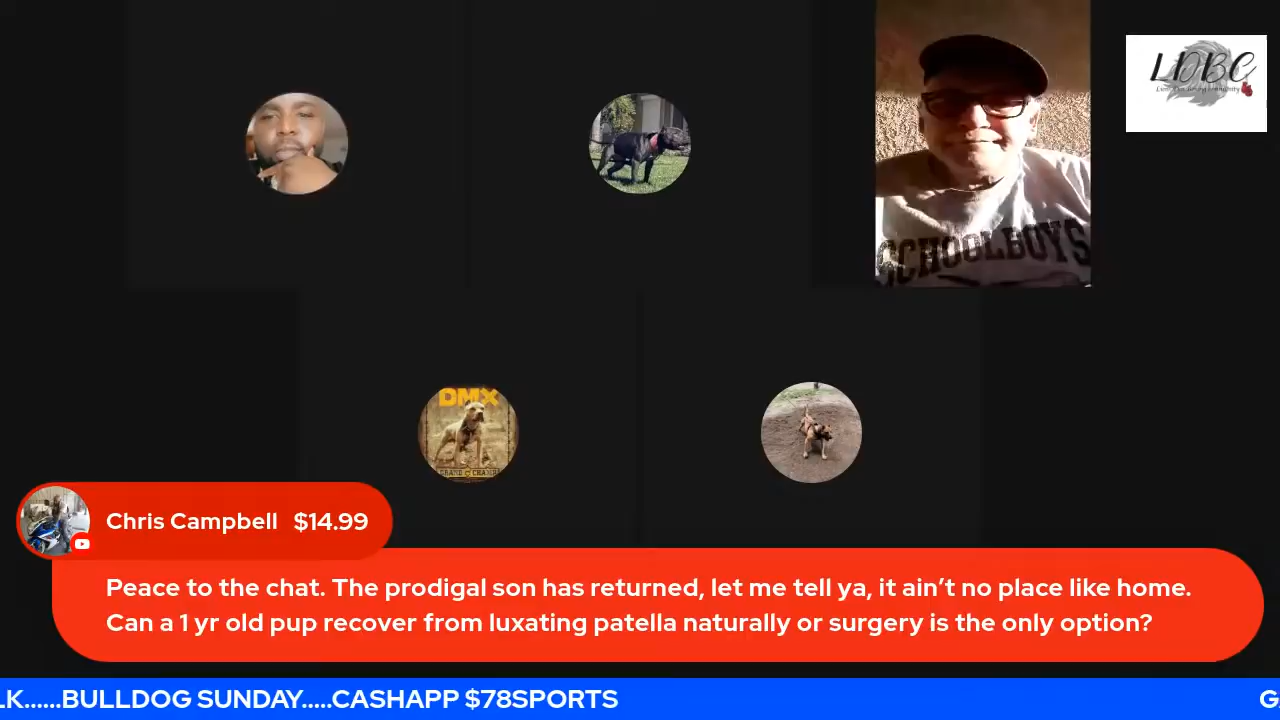 LDBC
SCHOOLBOYS
DMX
GRAND CHAMP
Chris Campbell $14.99
Peace to the chat. The prodigal son has returned, let me tell ya, it ain’t no place like home.
Can a 1 yr old pup recover from luxating patella naturally or surgery is the only option?
LK......BULLDOG SUNDAY.....CASHAPP $78SPORTS